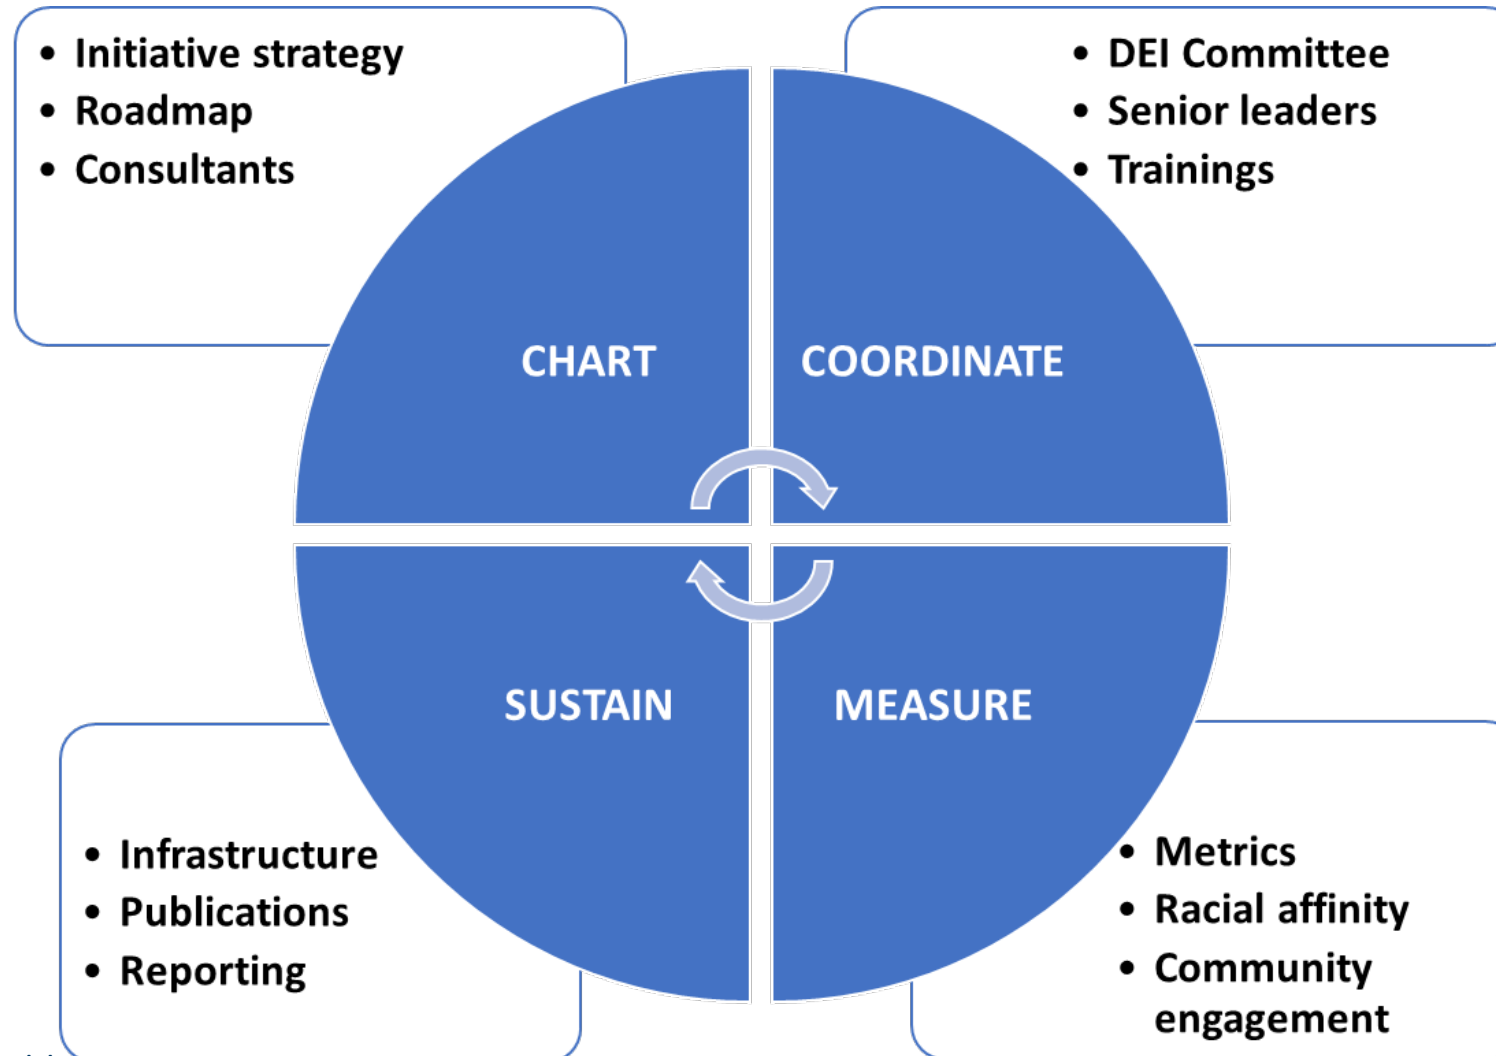 • Initiative strategy
• Roadmap
• Consultants
• DEI Committee
• Senior leaders
• Trainings
CHART
COORDINATE
SUSTAIN
MEASURE
• Infrastructure
• Publications
• Reporting
• Metrics
• Racial affinity
• Community
engagement